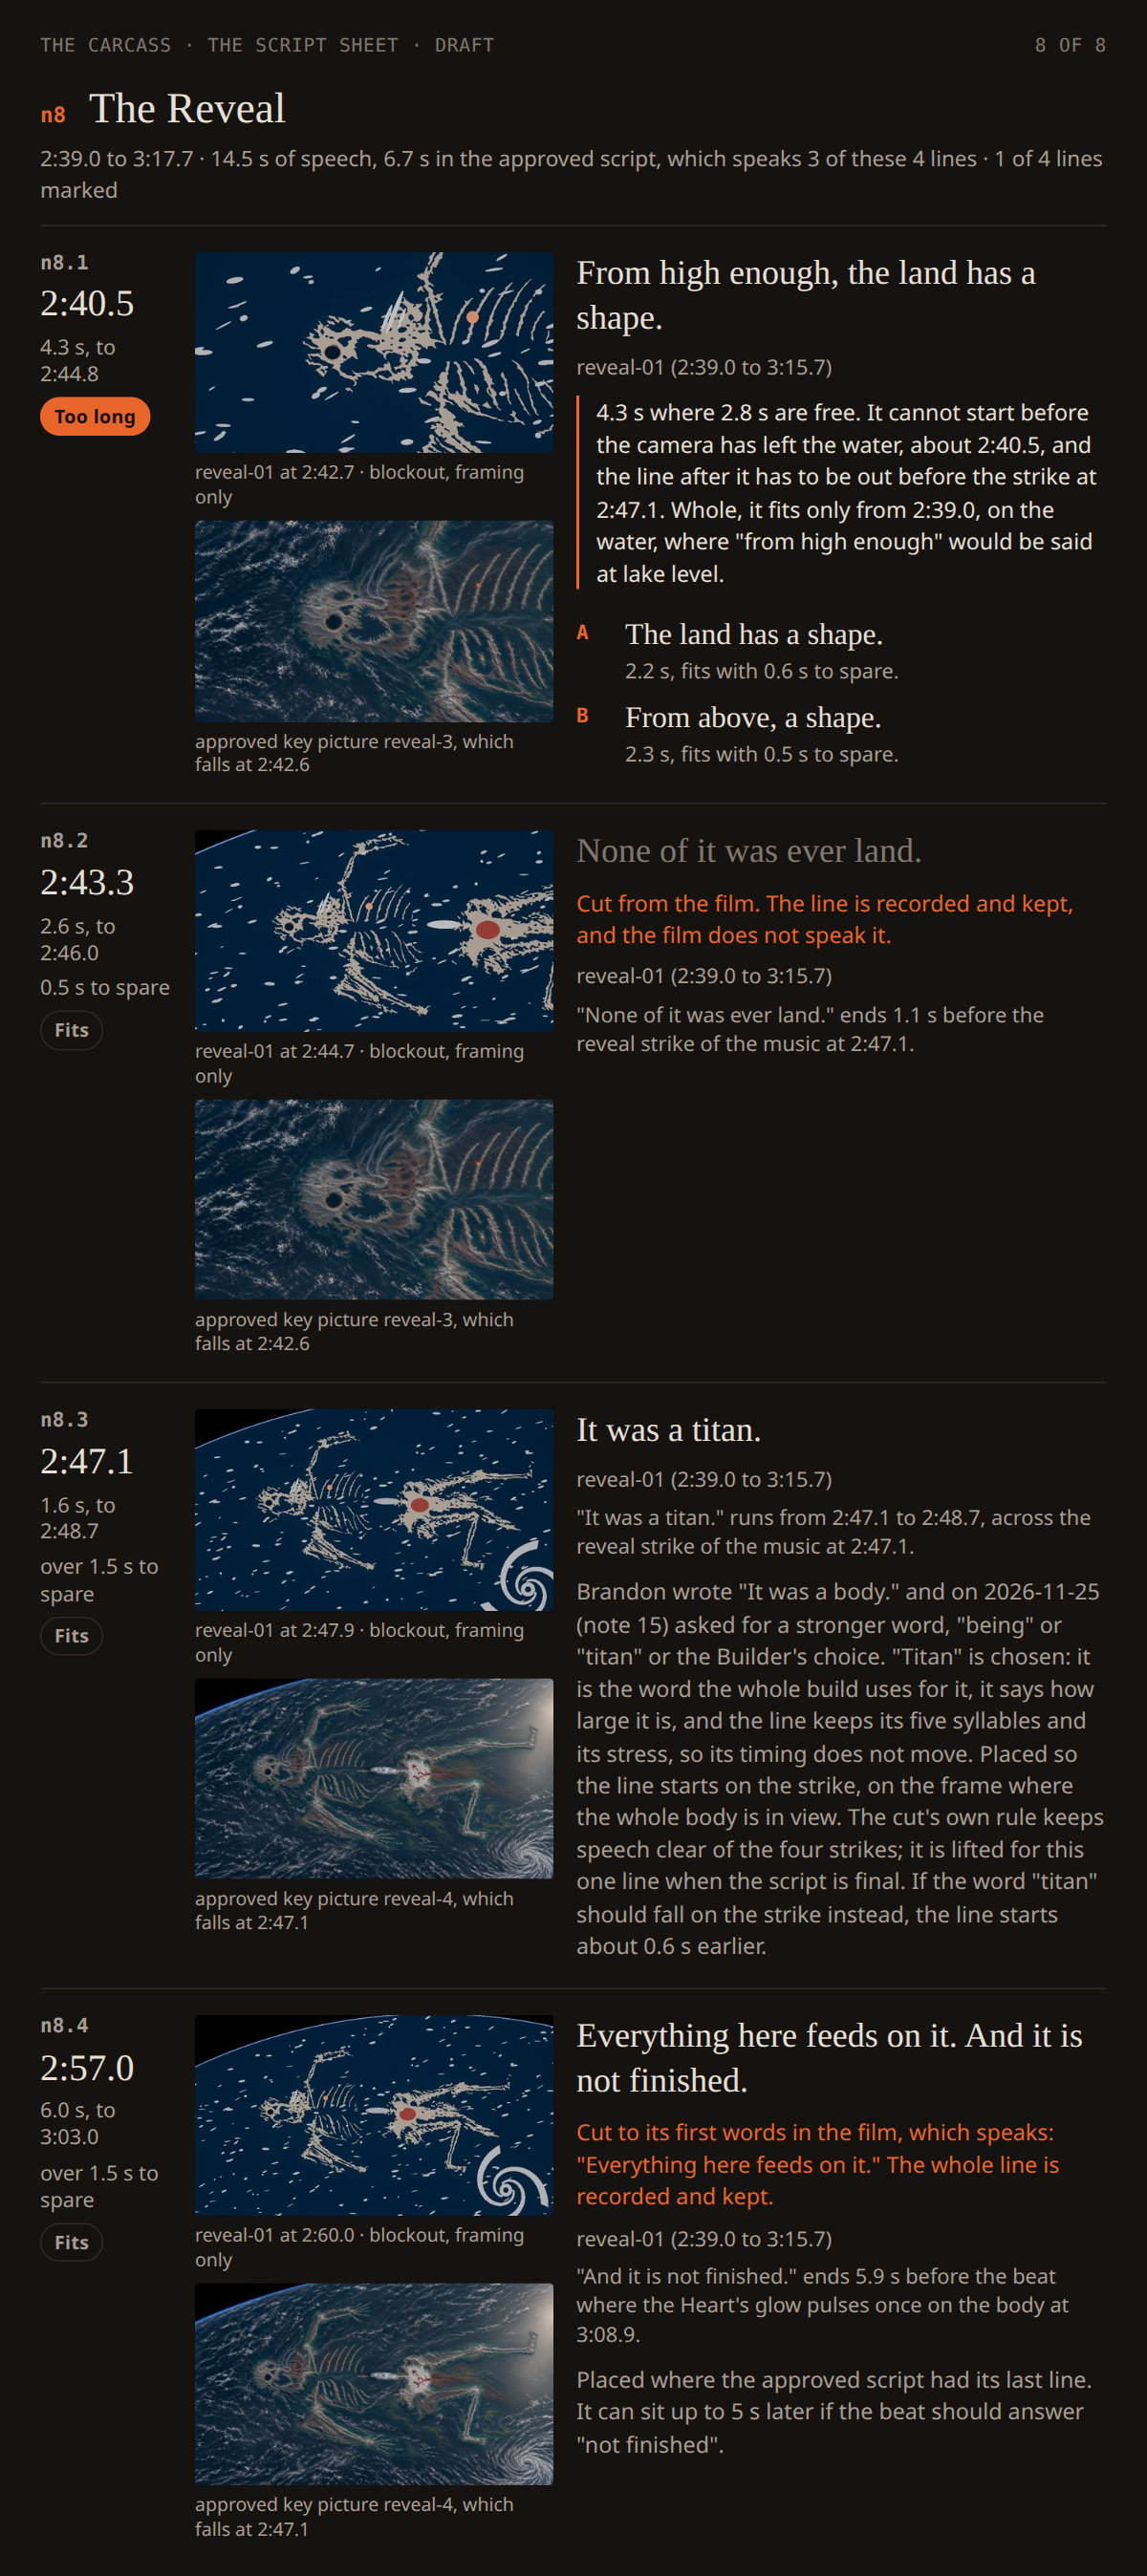 THE CARCASS · THE SCRIPT SHEET · DRAFT
8 OF 8
n8 The Reveal
2:39.0 to 3:17.7 · 14.5 s of speech, 6.7 s in the approved script, which speaks 3 of these 4 lines · 1 of 4 lines
marked
n8.1
2:40.5
4.3 s, to
2:44.8
Too long
reveal-01 at 2:42.7 · blockout, framing
only
approved key picture reveal-3, which
falls at 2:42.6
From high enough, the land has a
shape.
reveal-01 (2:39.0 to 3:15.7)
4.3 s where 2.8 s are free. It cannot start before
the camera has left the water, about 2:40.5, and
the line after it has to be out before the strike at
2:47.1. Whole, it fits only from 2:39.0, on the
water, where "from high enough" would be said
at lake level.
A The land has a shape.
2.2 s, fits with 0.6 s to spare.
B From above, a shape.
2.3 s, fits with 0.5 s to spare.
n8.2
2:43.3
2.6 s, to
2:46.0
0.5 s to spare
Fits
reveal-01 at 2:44.7 · blockout, framing
only
approved key picture reveal-3, which
falls at 2:42.6
None of it was ever land.
Cut from the film. The line is recorded and kept,
and the film does not speak it.
reveal-01 (2:39.0 to 3:15.7)
"None of it was ever land." ends 1.1 s before the
reveal strike of the music at 2:47.1.
n8.3
2:47.1
1.6 s, to
2:48.7
over 1.5 s to
spare
Fits
reveal-01 at 2:47.9 · blockout, framing
only
approved key picture reveal-4, which
falls at 2:47.1
It was a titan.
reveal-01 (2:39.0 to 3:15.7)
"It was a titan." runs from 2:47.1 to 2:48.7, across the
reveal strike of the music at 2:47.1.
Brandon wrote "It was a body." and on 2026-11-25
(note 15) asked for a stronger word, "being" or
"titan" or the Builder's choice. "Titan" is chosen: it
is the word the whole build uses for it, it says how
large it is, and the line keeps its five syllables and
its stress, so its timing does not move. Placed so
the line starts on the strike, on the frame where
the whole body is in view. The cut's own rule keeps
speech clear of the four strikes; it is lifted for this
one line when the script is final. If the word "titan"
should fall on the strike instead, the line starts
about 0.6 s earlier.
n8.4
2:57.0
6.0 s, to
3:03.0
over 1.5 s to
spare
Fits
reveal-01 at 2:60.0 · blockout, framing
only
approved key picture reveal-4, which
falls at 2:47.1
Everything here feeds on it. And it is
not finished.
Cut to its first words in the film, which speaks:
"Everything here feeds on it." The whole line is
recorded and kept.
reveal-01 (2:39.0 to 3:15.7)
"And it is not finished." ends 5.9 s before the beat
where the Heart's glow pulses once on the body at
3:08.9.
Placed where the approved script had its last line.
It can sit up to 5 s later if the beat should answer
"not finished".